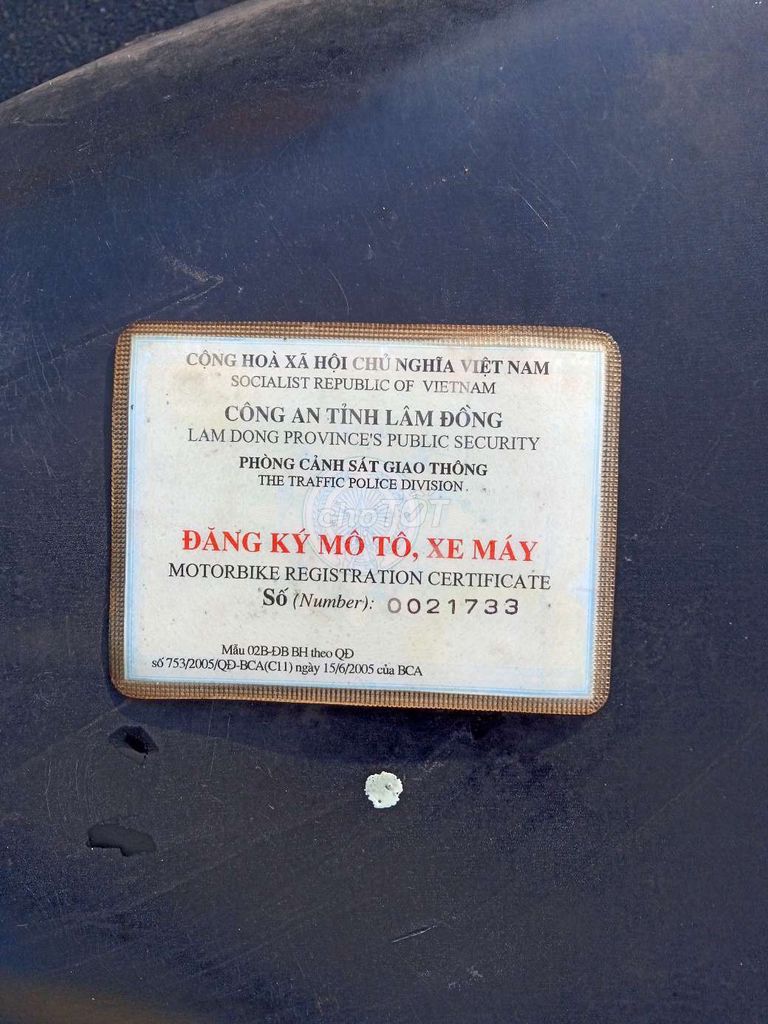 CỘNG HOÀ XÃ HỘI CHỦ NGHĨA VIỆT NAM
SOCIALIST REPUBLIC OF VIETNAM
CÔNG AN TỈNH LÂM ĐỒNG
LAM DONG PROVINCE'S PUBLIC SECURITY
PHÒNG CẢNH SÁT GIAO THÔNG
THE TRAFFIC POLICE DIVISION.
chợTỐT
ĐĂNG KÝ MÔ TÔ, XE MÁY
MOTORBIKE REGISTRATION CERTIFICATE
Số (Number): 0021733
Mẫu 02B-ĐB BH theo QĐ
số 753/2005/QĐ-BCA(C11) ngày 15/6/2005 của BCA